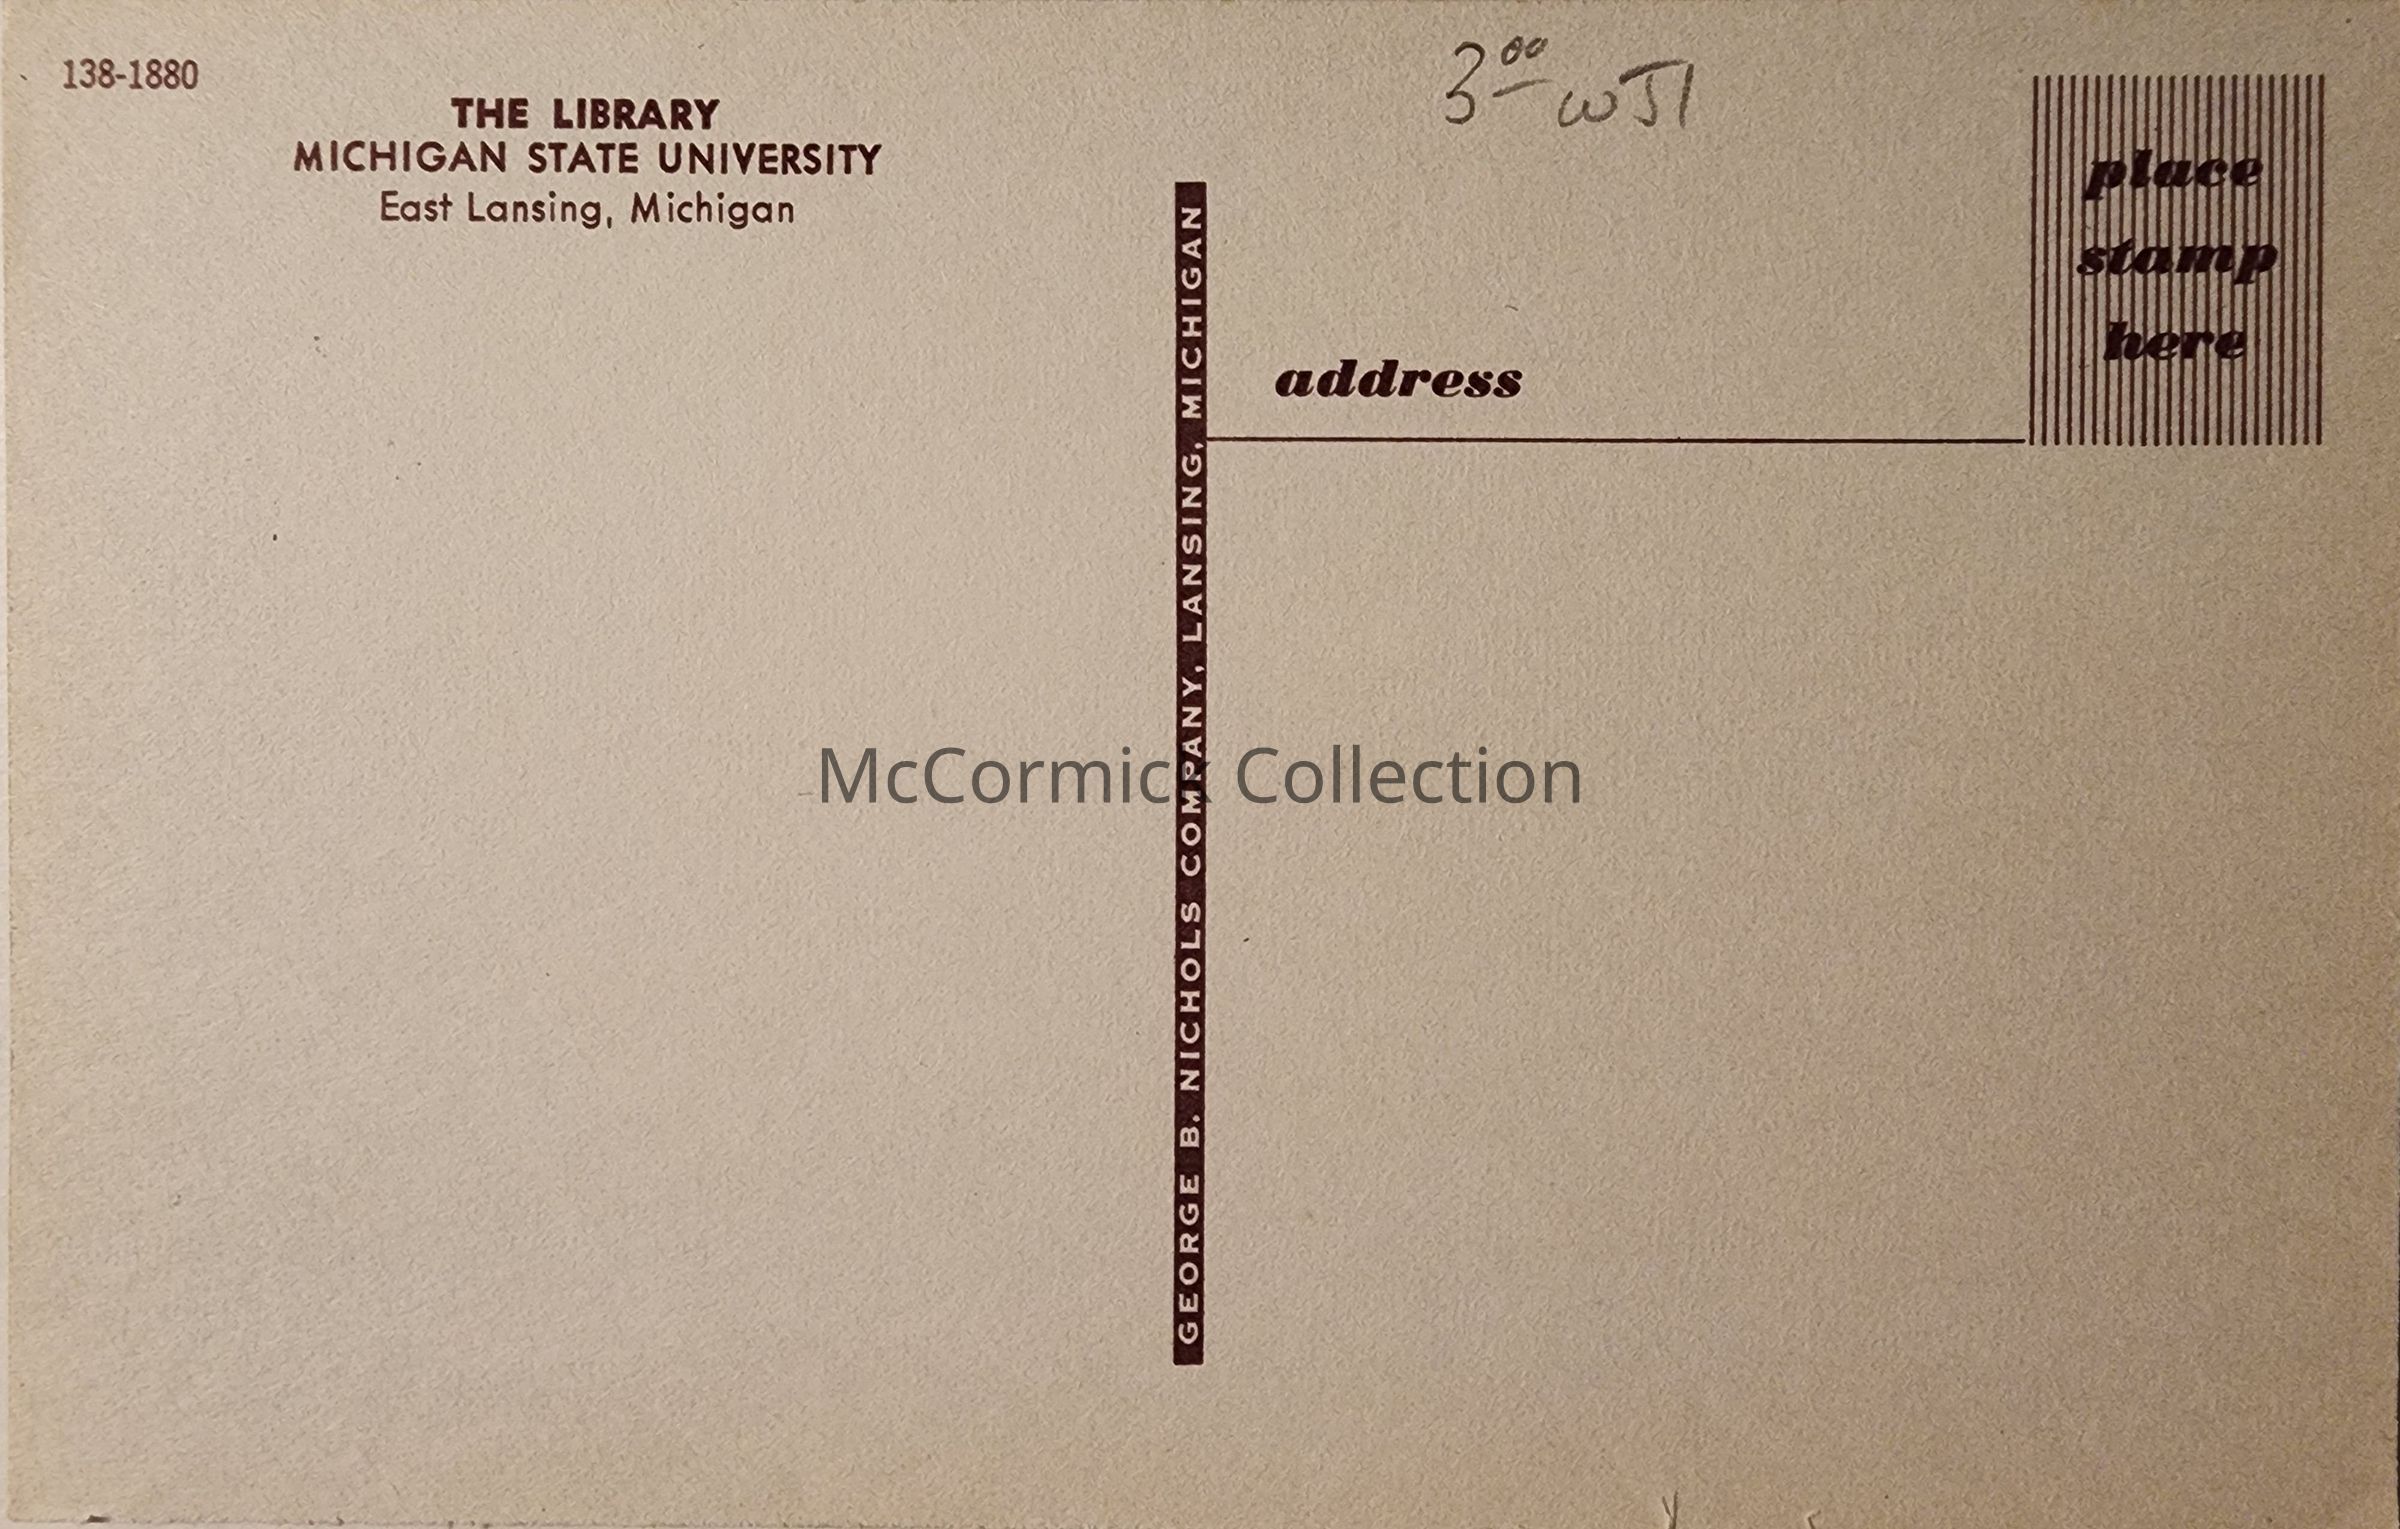 138-1880
THE LIBRARY
MICHIGAN STATE UNIVERSITY
East Lansing, Michigan
3 00 WJI
place
stamp
here
address
GEORGE B. NICHOLS COMPANY, LANSING, MICHIGAN
McCormick Collection